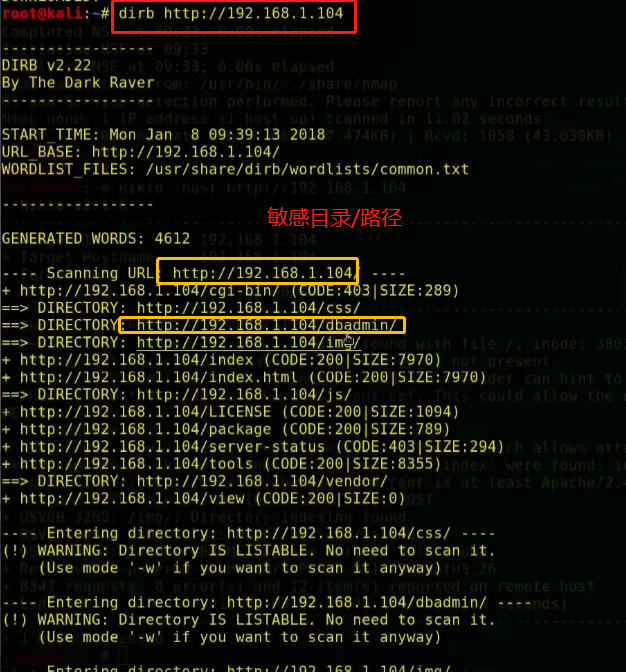 root@kali:~# dirb http://192.168.1.104
-----------------
DIRB v2.22
By The Dark Raver
-----------------
START_TIME: Mon Jan  8 09:39:13 2018
URL_BASE: http://192.168.1.104/
WORDLIST_FILES: /usr/share/dirb/wordlists/common.txt
-----------------
敏感目录/路径
GENERATED WORDS: 4612
---- Scanning URL: http://192.168.1.104/ ----
+ http://192.168.1.104/cgi-bin/ (CODE:403|SIZE:289)
==> DIRECTORY: http://192.168.1.104/css/
==> DIRECTORY: http://192.168.1.104/dbadmin/
==> DIRECTORY: http://192.168.1.104/img/
+ http://192.168.1.104/index (CODE:200|SIZE:7970)
+ http://192.168.1.104/index.html (CODE:200|SIZE:7970)
==> DIRECTORY: http://192.168.1.104/js/
+ http://192.168.1.104/LICENSE (CODE:200|SIZE:1094)
+ http://192.168.1.104/package (CODE:200|SIZE:789)
+ http://192.168.1.104/server-status (CODE:403|SIZE:294)
+ http://192.168.1.104/tools (CODE:200|SIZE:8355)
==> DIRECTORY: http://192.168.1.104/vendor/
+ http://192.168.1.104/view (CODE:200|SIZE:0)
---- Entering directory: http://192.168.1.104/css/ ----
(!) WARNING: Directory IS LISTABLE. No need to scan it.
(Use mode '-w' if you want to scan it anyway)
---- Entering directory: http://192.168.1.104/dbadmin/ ----
(!) WARNING: Directory IS LISTABLE. No need to scan it.
(Use mode '-w' if you want to scan it anyway)
---- Entering directory: http://192.168.1.104/img/ ----